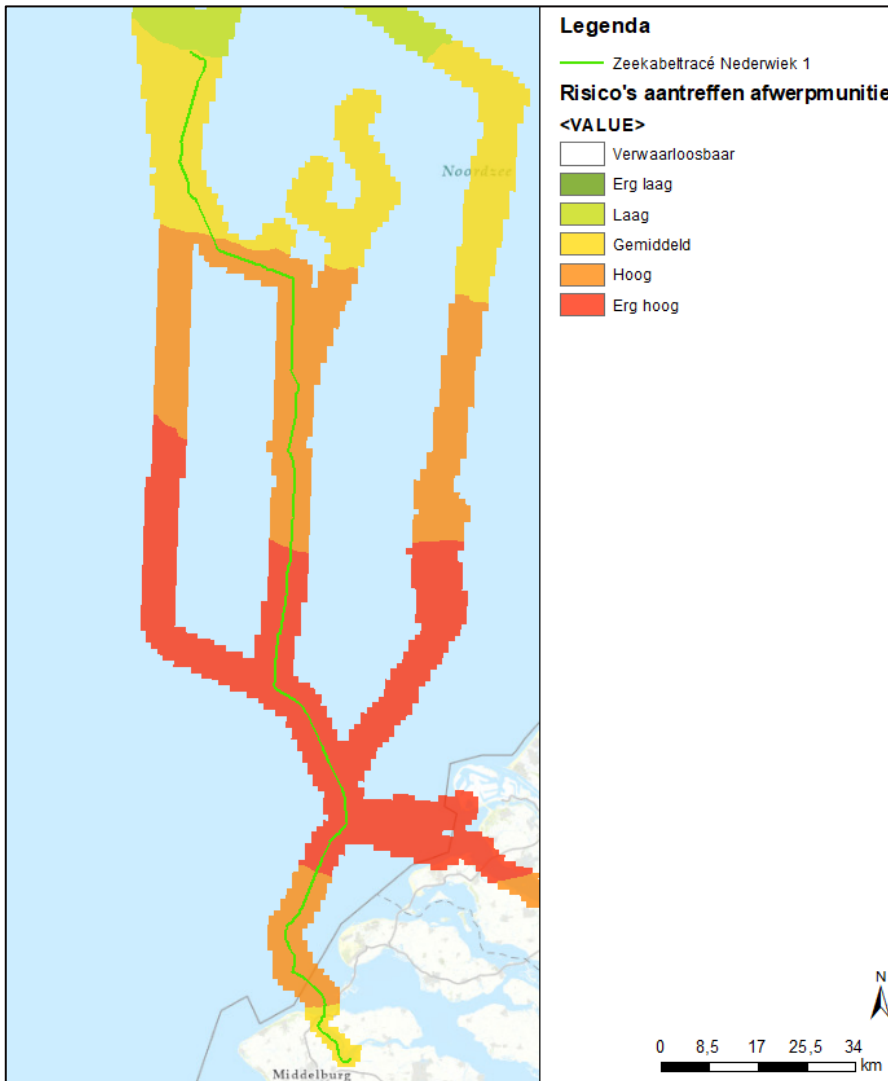 Legenda
Zeekabeltracé Nederwiek 1
Risico's aantreffen afwerpmunitie
<VALUE>
Verwaarloosbaar
Erg laag
Laag
Gemiddeld
Hoog
Erg hoog
Noordzee
N
0 8,5 17 25,5 34
km
Middelburg